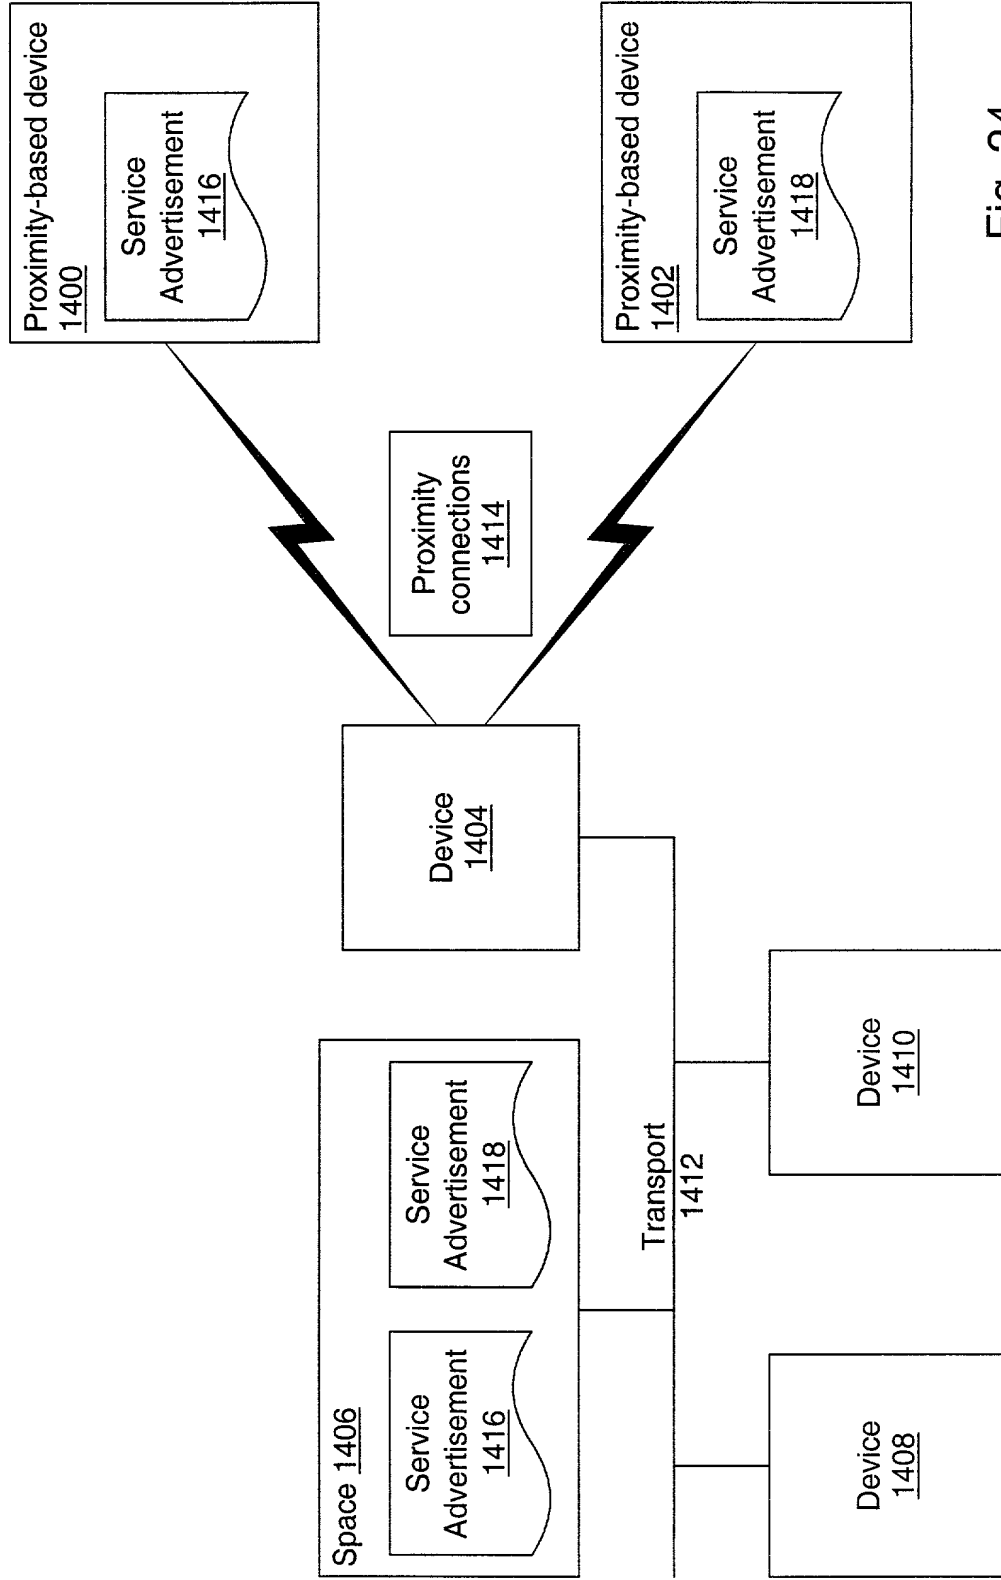 Space 1406
Service
Advertisement
1416
Service
Advertisement
1418
Device
1404
Proximity
connections
1414
Proximity-based device
1400
Service
Advertisement
1416
Proximity-based device
1402
Service
Advertisement
1418
Transport
1412
Device
1408
Device
1410